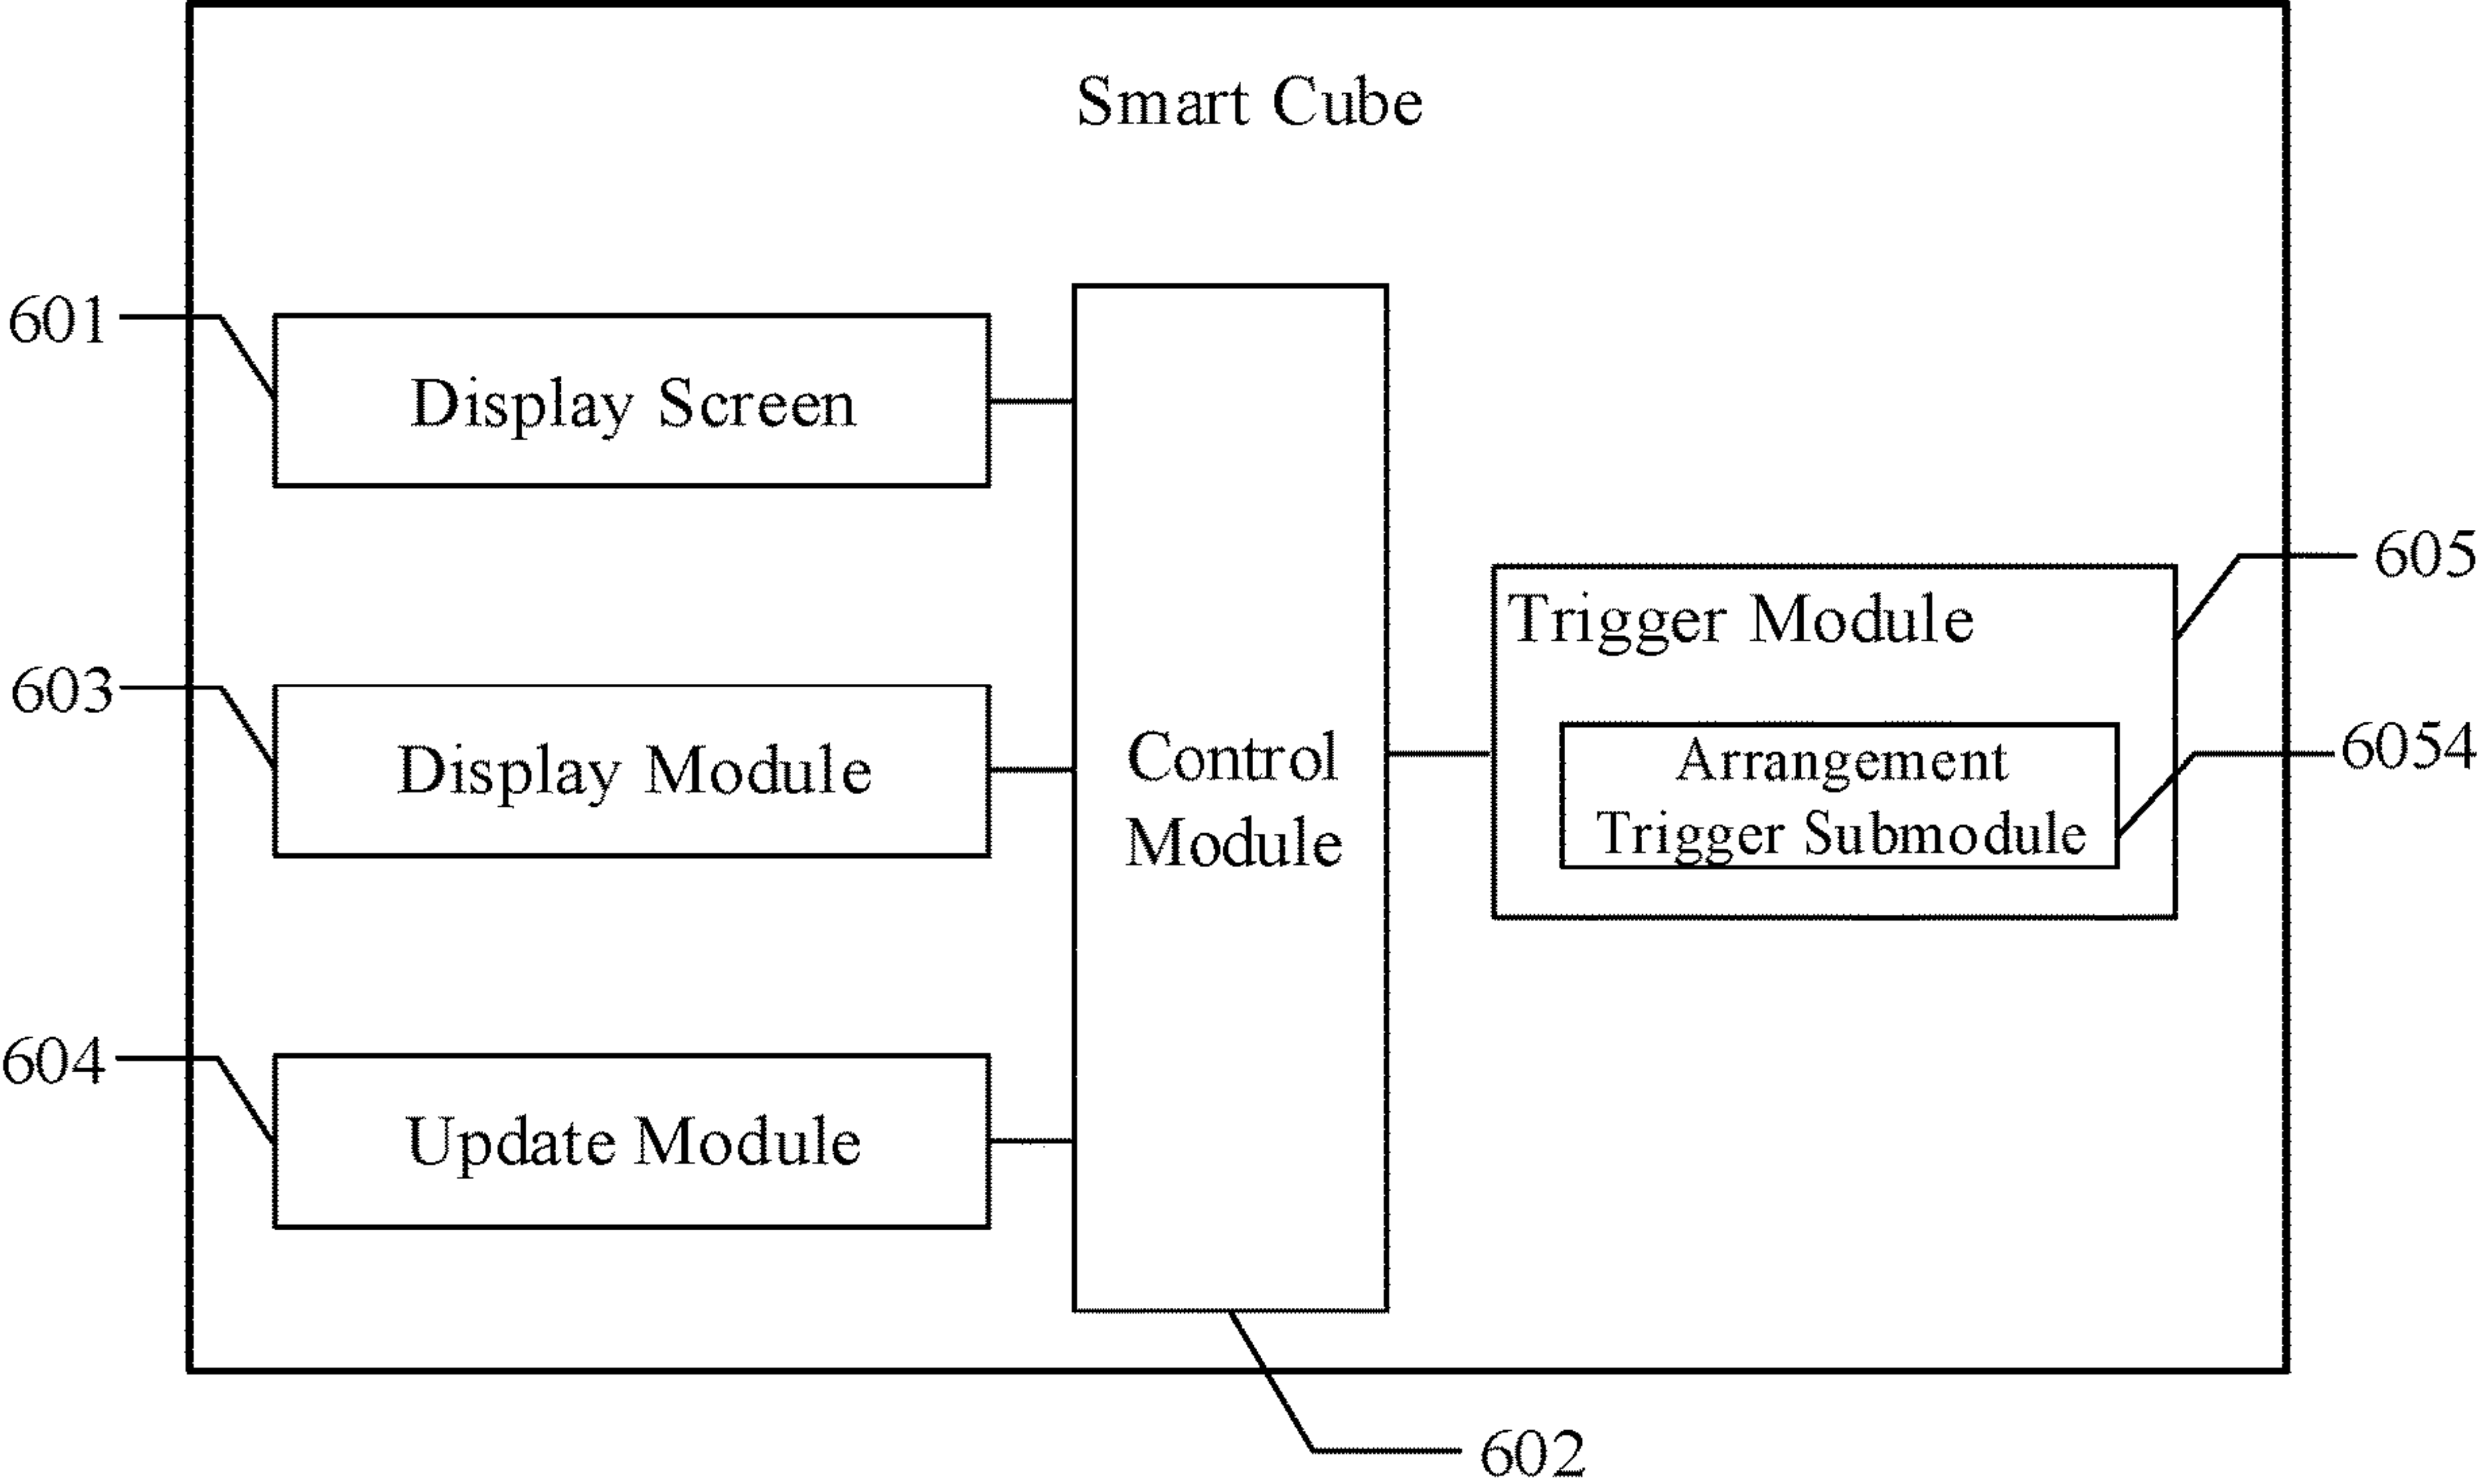 Smart Cube
601
Display Screen
605
Trigger Module
603
Display Module
Control
Module
Arrangement
Trigger Submodule
6054
604
Update Module
602